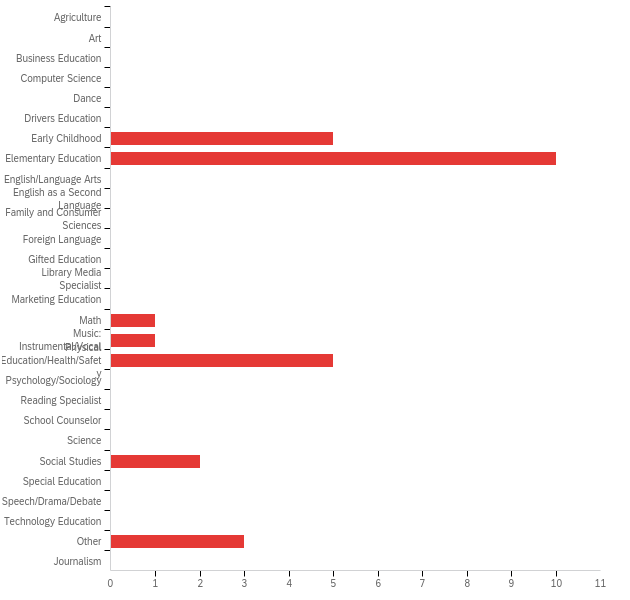 Agriculture
Art
Business Education
Computer Science
Dance
Drivers Education
Early Childhood
Elementary Education
English/Language Arts
English as a Second
Language
Family and Consumer
Sciences
Foreign Language
Gifted Education
Library Media
Specialist
Marketing Education
Math
Music:
Instrumental/Vocal
Physical
Education/Health/Safet
y
Psychology/Sociology
Reading Specialist
School Counselor
Science
Social Studies
Special Education
Speech/Drama/Debate
Technology Education
Other
Journalism
0 1 2 3 4 5 6 7 8 9 10 11